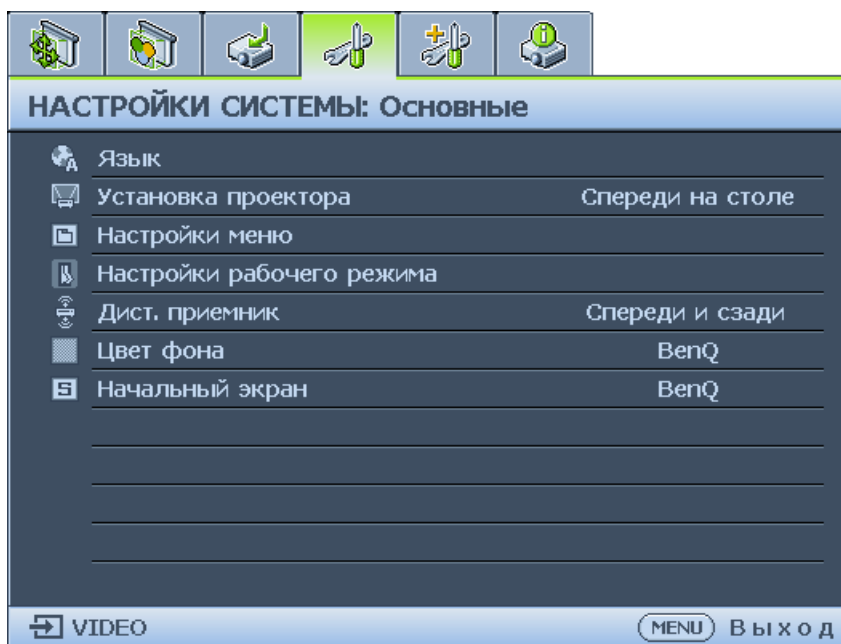 НАСТРОЙКИ СИСТЕМЫ: Основные
Язык
Установка проектора Спереди на столе
Настройки меню
Настройки рабочего режима
Дист. приемник Спереди и сзади
Цвет фона BenQ
Начальный экран BenQ
VIDEO MENU Выход